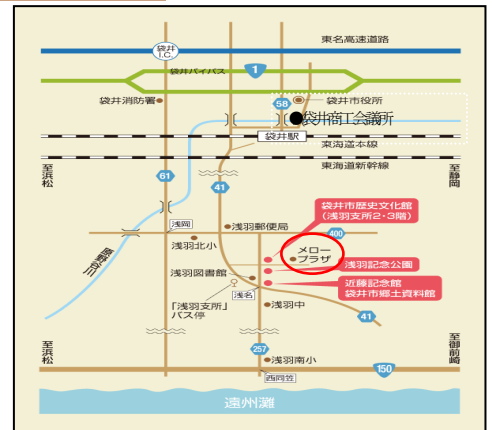 東名高速道路
袋井
I.C.
袋井バイパス
1
袋井消防署
58
袋井市役所
袋井商工会議所
袋井駅
東海道本線
東海道新幹線
至浜松
至静岡
61
41
袋井市歴史文化館
(浅羽支所2・3階)
浅羽郵便局
浅岡
400
浅羽北小
メロー
プラザ
原野谷川
浅羽記念公園
浅羽図書館
近藤記念館
袋井市郷土資料館
「浅羽支所」
バス停
浅名
浅羽中
41
至浜松
至御前崎
257
浅羽南小
150
西同笠
遠州灘